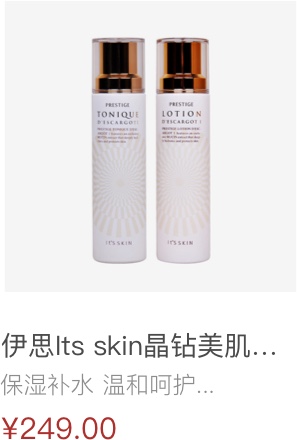 PRESTIGE
TONIQUE
D'ESCARGOT
PRESTIGE
LOTION
D'ESCARGOT
IT'S SKIN
IT'S SKIN
伊思Its skin晶钻美肌...
保湿补水 温和呵护...
¥249.00